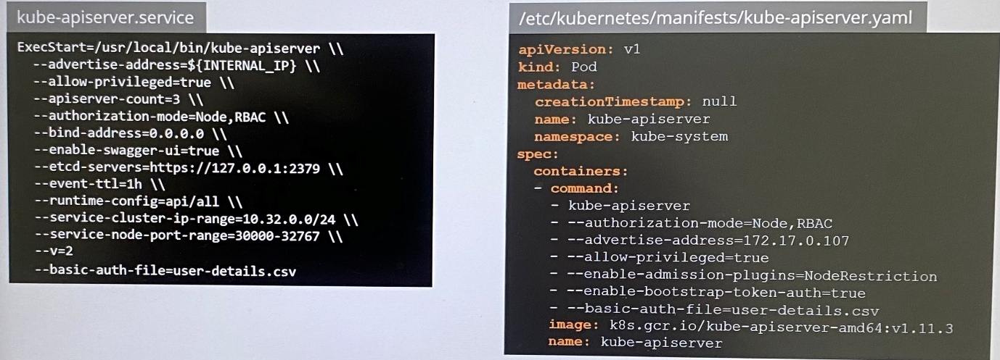 kube-apiserver.service
ExecStart=/usr/local/bin/kube-apiserver \\
--advertise-address=${INTERNAL_IP} \\
--allow-privileged=true \\
--apiserver-count=3 \\
--authorization-mode=Node,RBAC \\
--bind-address=0.0.0.0 \\
--enable-swagger-ui=true \\
--etcd-servers=https://127.0.0.1:2379 \\
--event-ttl=1h \\
--runtime-config=api/all \\
--service-cluster-ip-range=10.32.0.0/24 \\
--service-node-port-range=30000-32767 \\
--v=2
--basic-auth-file=user-details.csv
/etc/kubernetes/manifests/kube-apiserver.yaml
apiVersion: v1
kind: Pod
metadata:
  creationTimestamp: null
  name: kube-apiserver
  namespace: kube-system
spec:
  containers:
  - command:
    - kube-apiserver
    - --authorization-mode=Node,RBAC
    - --advertise-address=172.17.0.107
    - --allow-privileged=true
    - --enable-admission-plugins=NodeRestriction
    - --enable-bootstrap-token-auth=true
    - --basic-auth-file=user-details.csv
    image: k8s.gcr.io/kube-apiserver-amd64:v1.11.3
    name: kube-apiserver